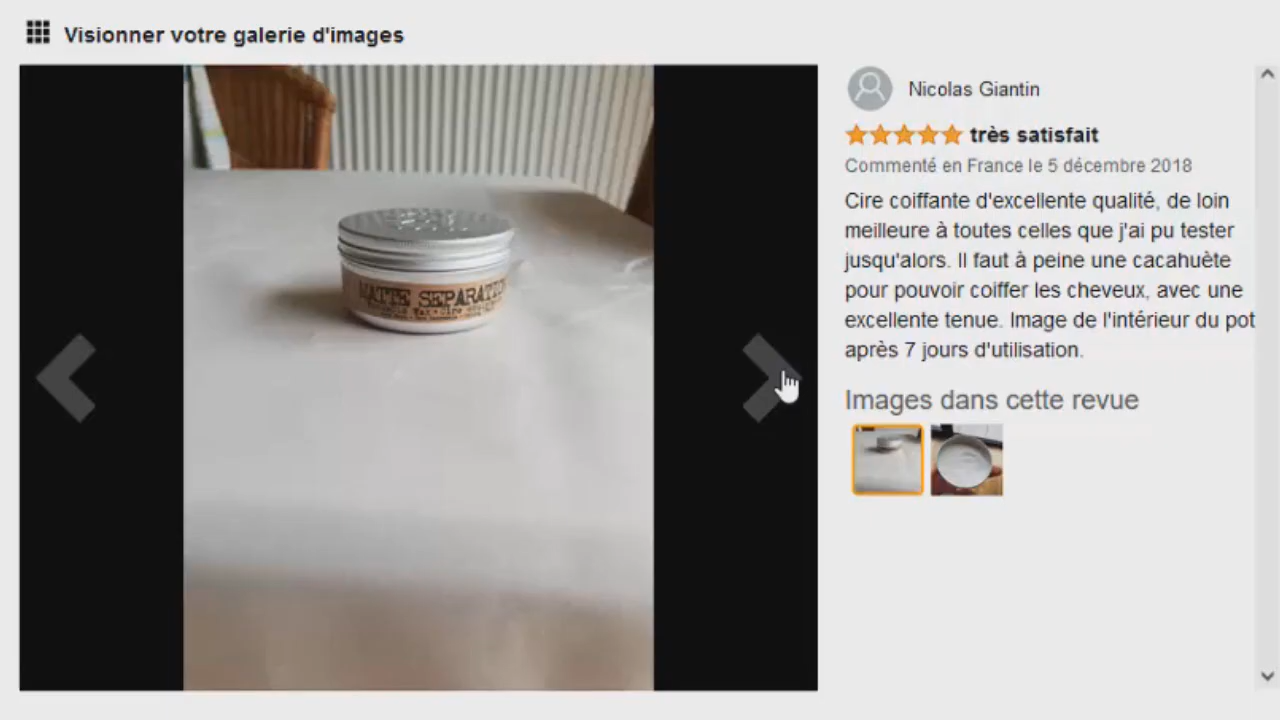 Visionner votre galerie d'images
MATTE SEPARATION
Nicolas Giantin
très satisfait
Commenté en France le 5 décembre 2018
Cire coiffante d'excellente qualité, de loin
meilleure à toutes celles que j'ai pu tester
jusqu'alors. Il faut à peine une cacahuète
pour pouvoir coiffer les cheveux, avec une
excellente tenue. Image de l'intérieur du pot
après 7 jours d'utilisation.
Images dans cette revue